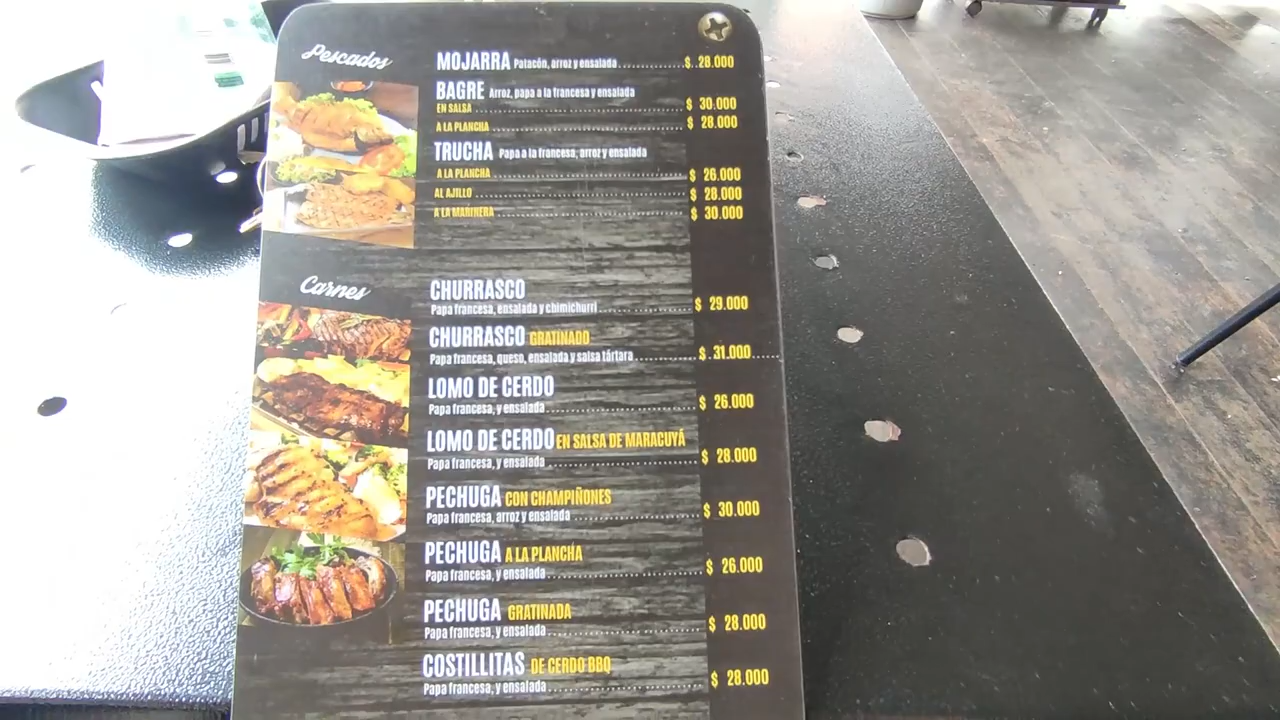 Pescados
MOJARRA Patacón, arroz y ensalada $ 28.000
BAGRE Arroz, papa a la francesa y ensalada
EN SALSA $ 30.000
A LA PLANCHA $ 28.000
TRUCHA Papa a la francesa, arroz y ensalada
A LA PLANCHA $ 26.000
AL AJILLO $ 28.000
A LA MARINERA $ 30.000
Carnes
CHURRASCO
Papa francesa, ensalada y chimichurri $ 29.000
CHURRASCO GRATINADO
Papa francesa, queso, ensalada y salsa tártara $ 31.000
LOMO DE CERDO
Papa francesa, y ensalada $ 26.000
LOMO DE CERDO EN SALSA DE MARACUYÁ
Papa francesa, y ensalada $ 28.000
PECHUGA CON CHAMPIÑONES
Papa francesa, arroz y ensalada $ 30.000
PECHUGA A LA PLANCHA
Papa francesa, y ensalada $ 26.000
PECHUGA GRATINADA
Papa francesa, y ensalada $ 28.000
COSTILLITAS DE CERDO BBQ
Papa francesa, y ensalada $ 28.000